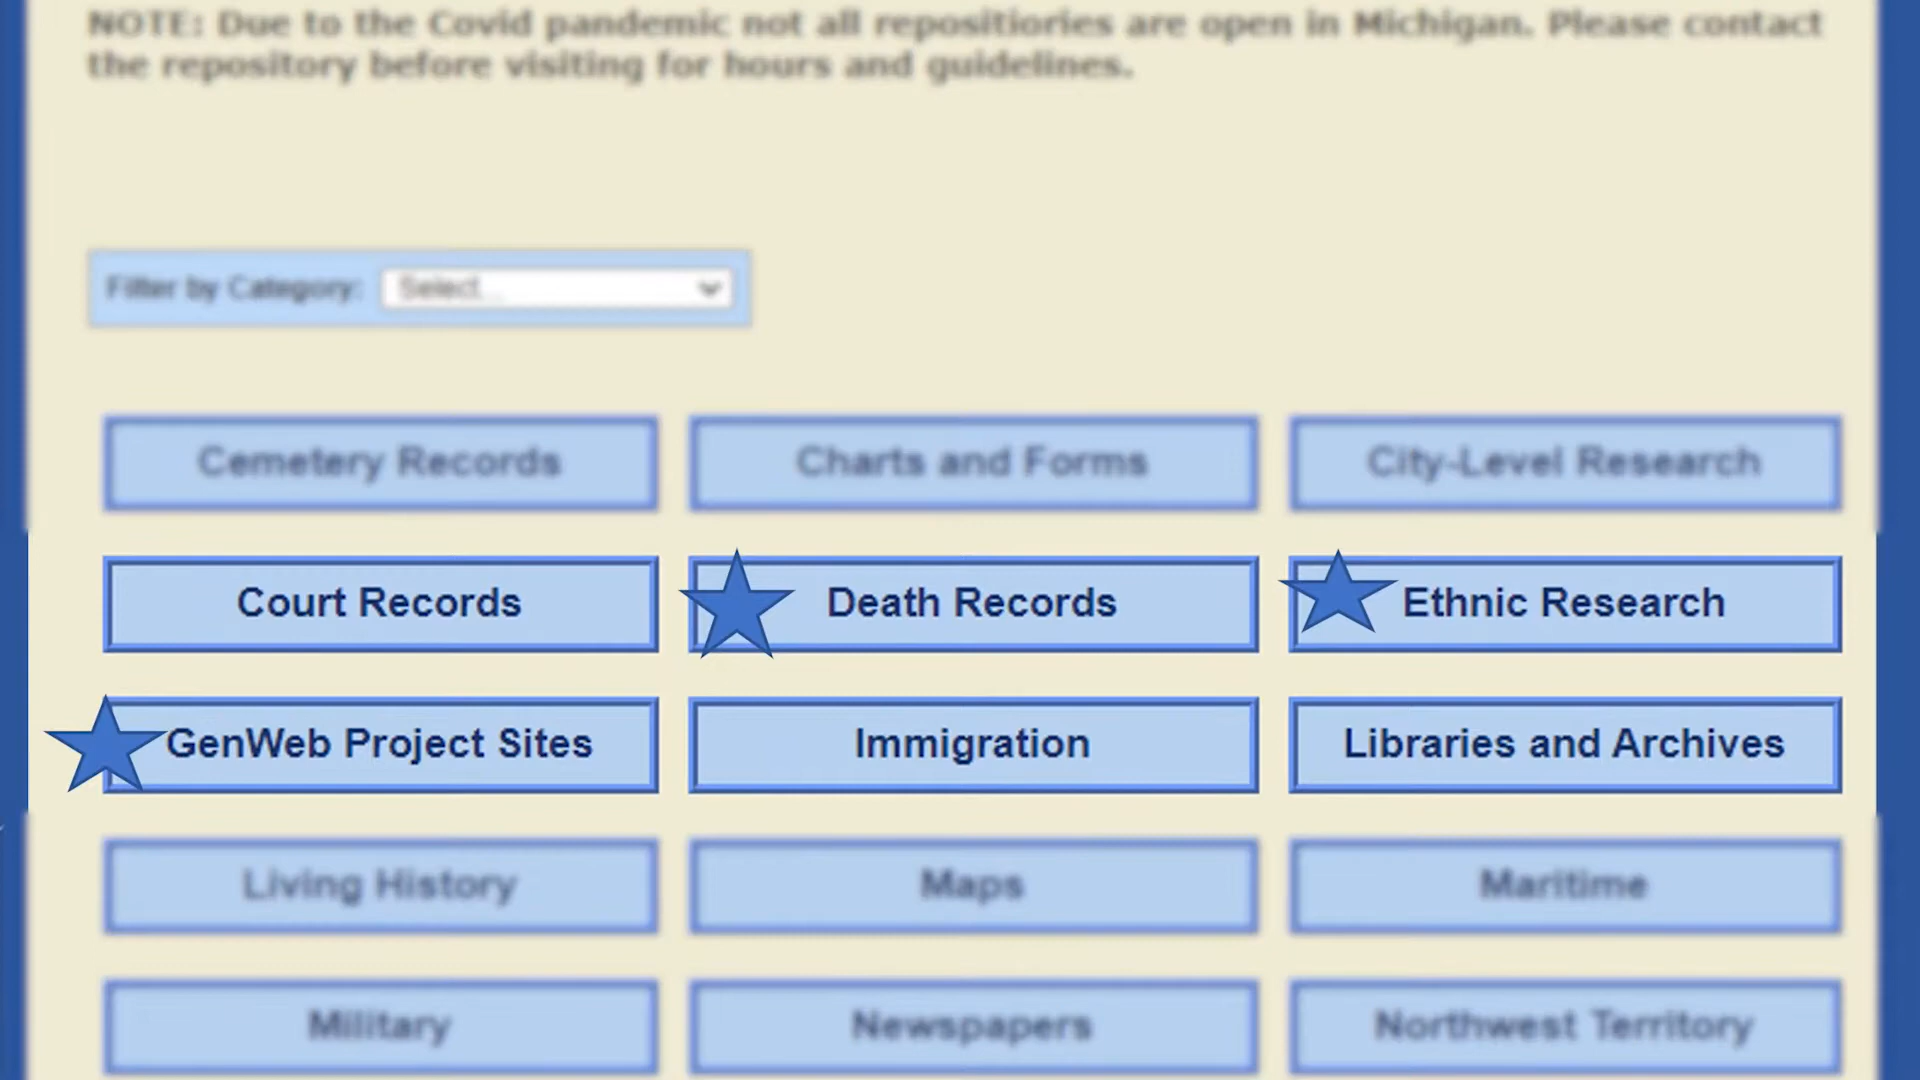 NOTE: Due to the Covid pandemic not all repositiories are open in Michigan. Please contact
the repository before visiting for hours and guidelines.
Filter by Category: Select...
Cemetery Records Charts and Forms City-Level Research
Court Records Death Records Ethnic Research
GenWeb Project Sites Immigration Libraries and Archives
Living History Maps Maritime
Military Newspapers Northwest Territory